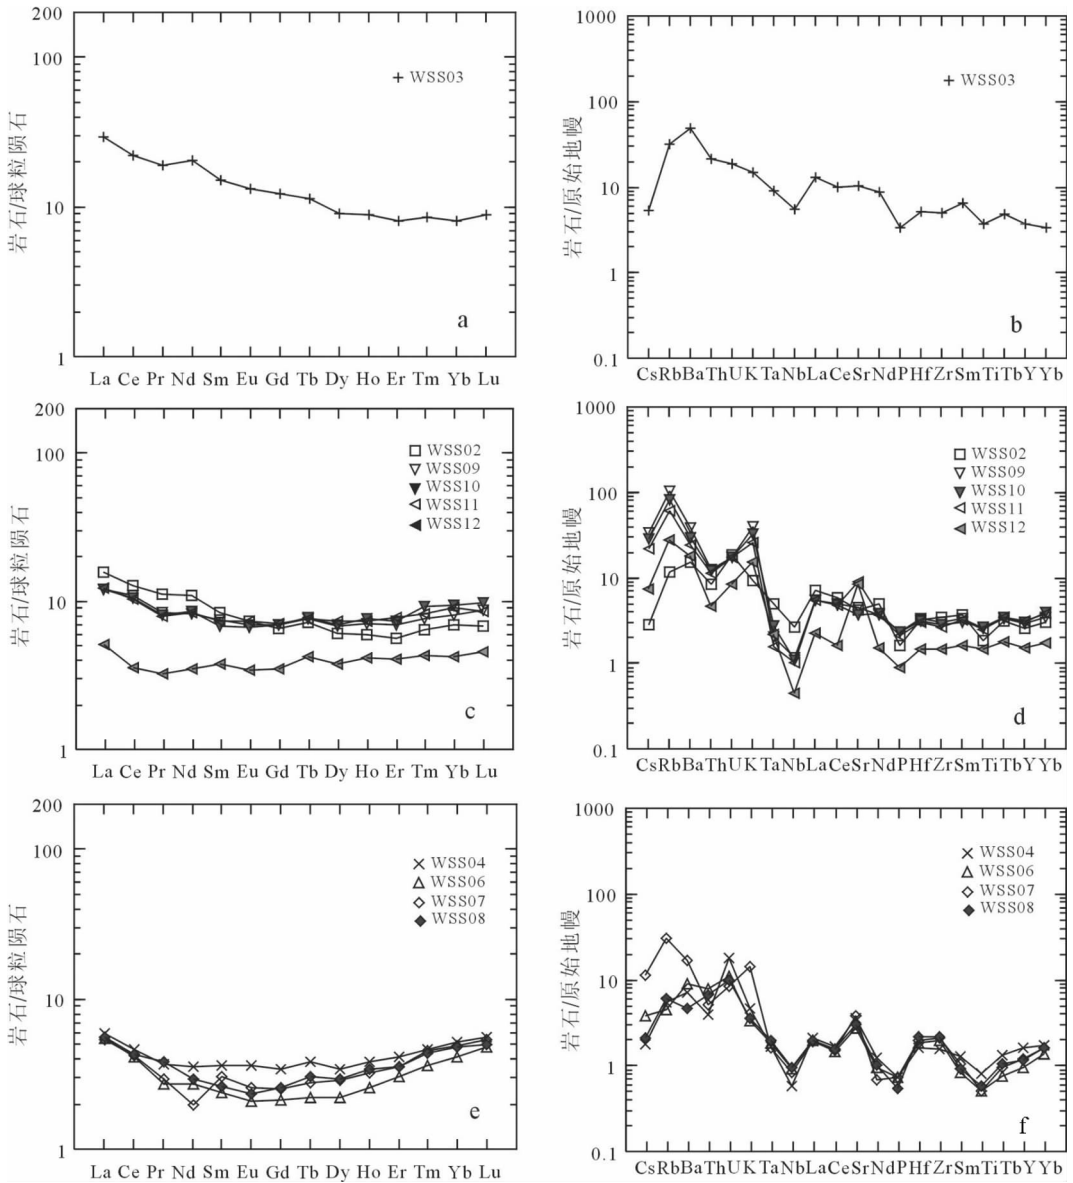 200
100
10
1
岩石/球粒陨石
WSS03
a
La Ce Pr Nd Sm Eu Gd Tb Dy Ho Er Tm Yb Lu
1000
100
10
1
0.1
岩石/原始地幔
WSS03
b
CsRbBaThUKTaNbLaCeSrNdPHfZrSmTiTbYYb
200
100
10
1
岩石/球粒陨石
WSS02
WSS09
WSS10
WSS11
WSS12
c
La Ce Pr Nd Sm Eu Gd Tb Dy Ho Er Tm Yb Lu
1000
100
10
1
0.1
岩石/原始地幔
WSS02
WSS09
WSS10
WSS11
WSS12
d
CsRbBaThUKTaNbLaCeSrNdPHfZrSmTiTbYYb
200
100
10
1
岩石/球粒陨石
WSS04
WSS06
WSS07
WSS08
e
La Ce Pr Nd Sm Eu Gd Tb Dy Ho Er Tm Yb Lu
1000
100
10
1
0.1
岩石/原始地幔
WSS04
WSS06
WSS07
WSS08
f
CsRbBaThUKTaNbLaCeSrNdPHfZrSmTiTbYYb